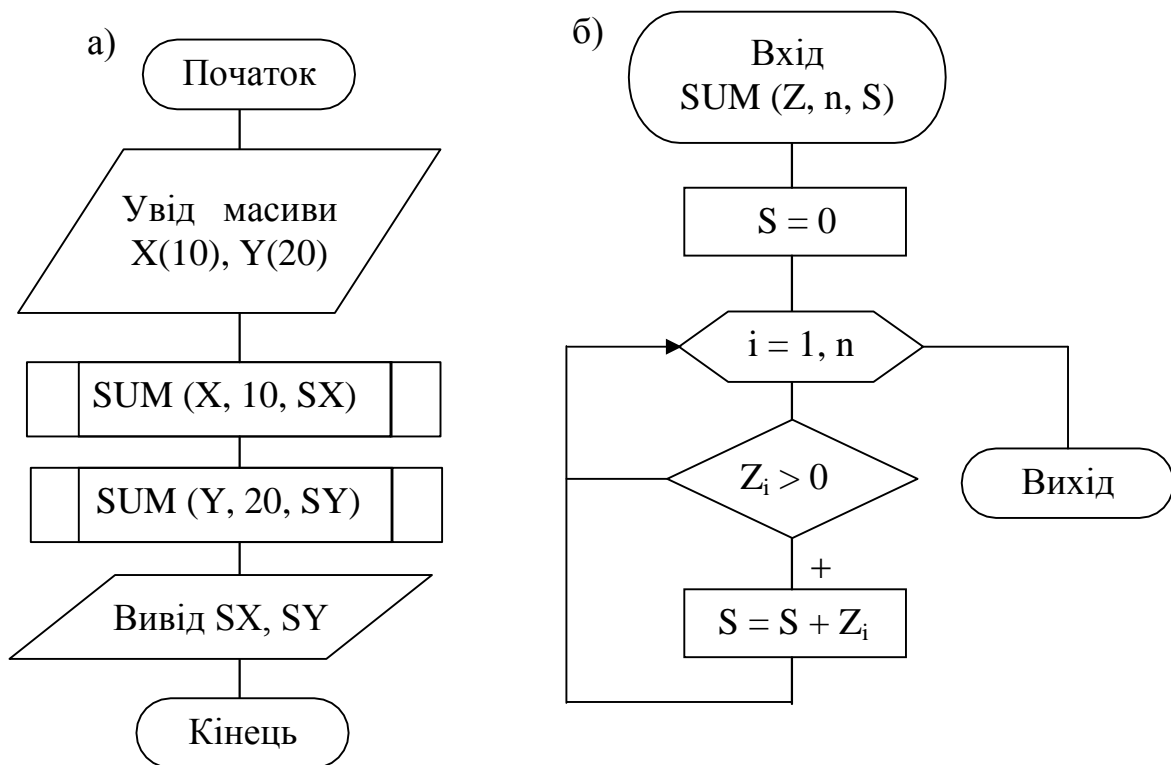 а)
Початок
Увід масиви
X(10), Y(20)
SUM (X, 10, SX)
SUM (Y, 20, SY)
Вивід SX, SY
Кінець
б)
Вхід
SUM (Z, n, S)
S = 0
i = 1, n
Zᵢ > 0
Вихід
+
S = S + Zᵢ